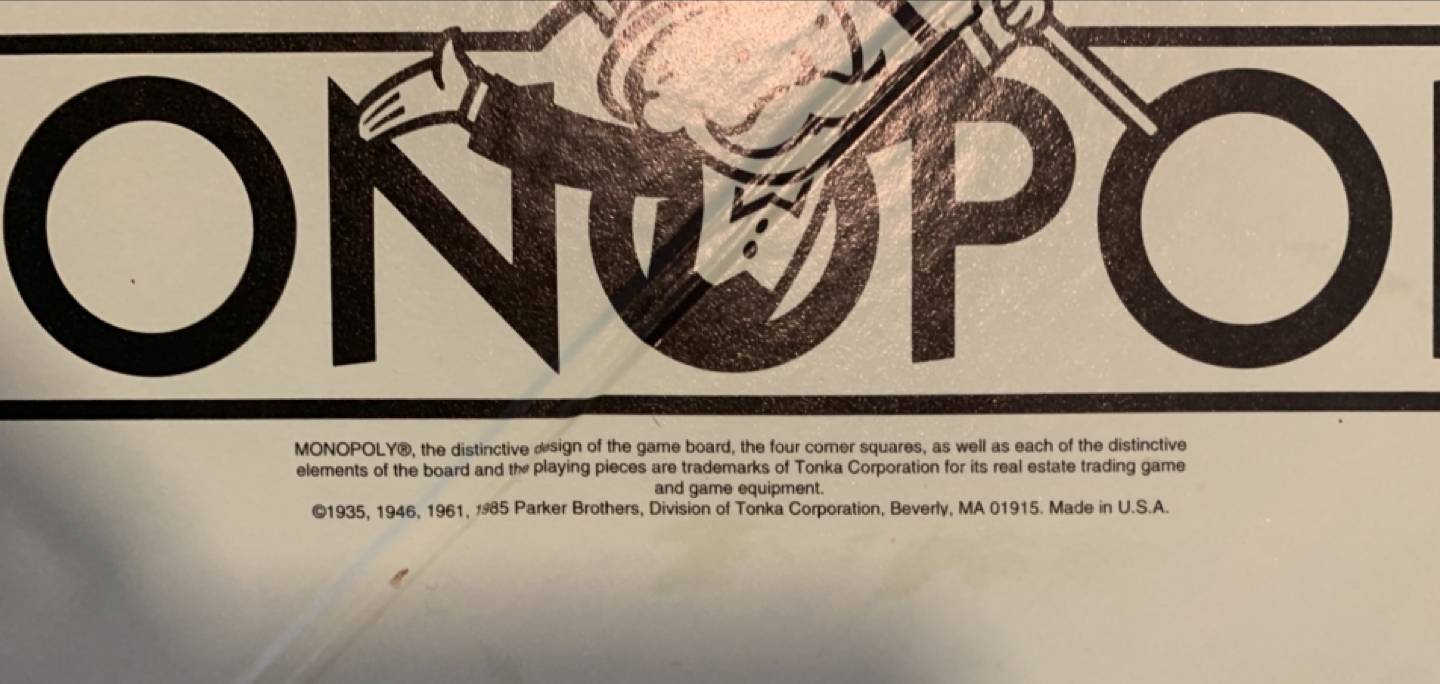 ONOPO
MONOPOLY®, the distinctive design of the game board, the four corner squares, as well as each of the distinctive
elements of the board and the playing pieces are trademarks of Tonka Corporation for its real estate trading game
and game equipment.
©1935, 1946, 1961, 1985 Parker Brothers, Division of Tonka Corporation, Beverly, MA 01915. Made in U.S.A.